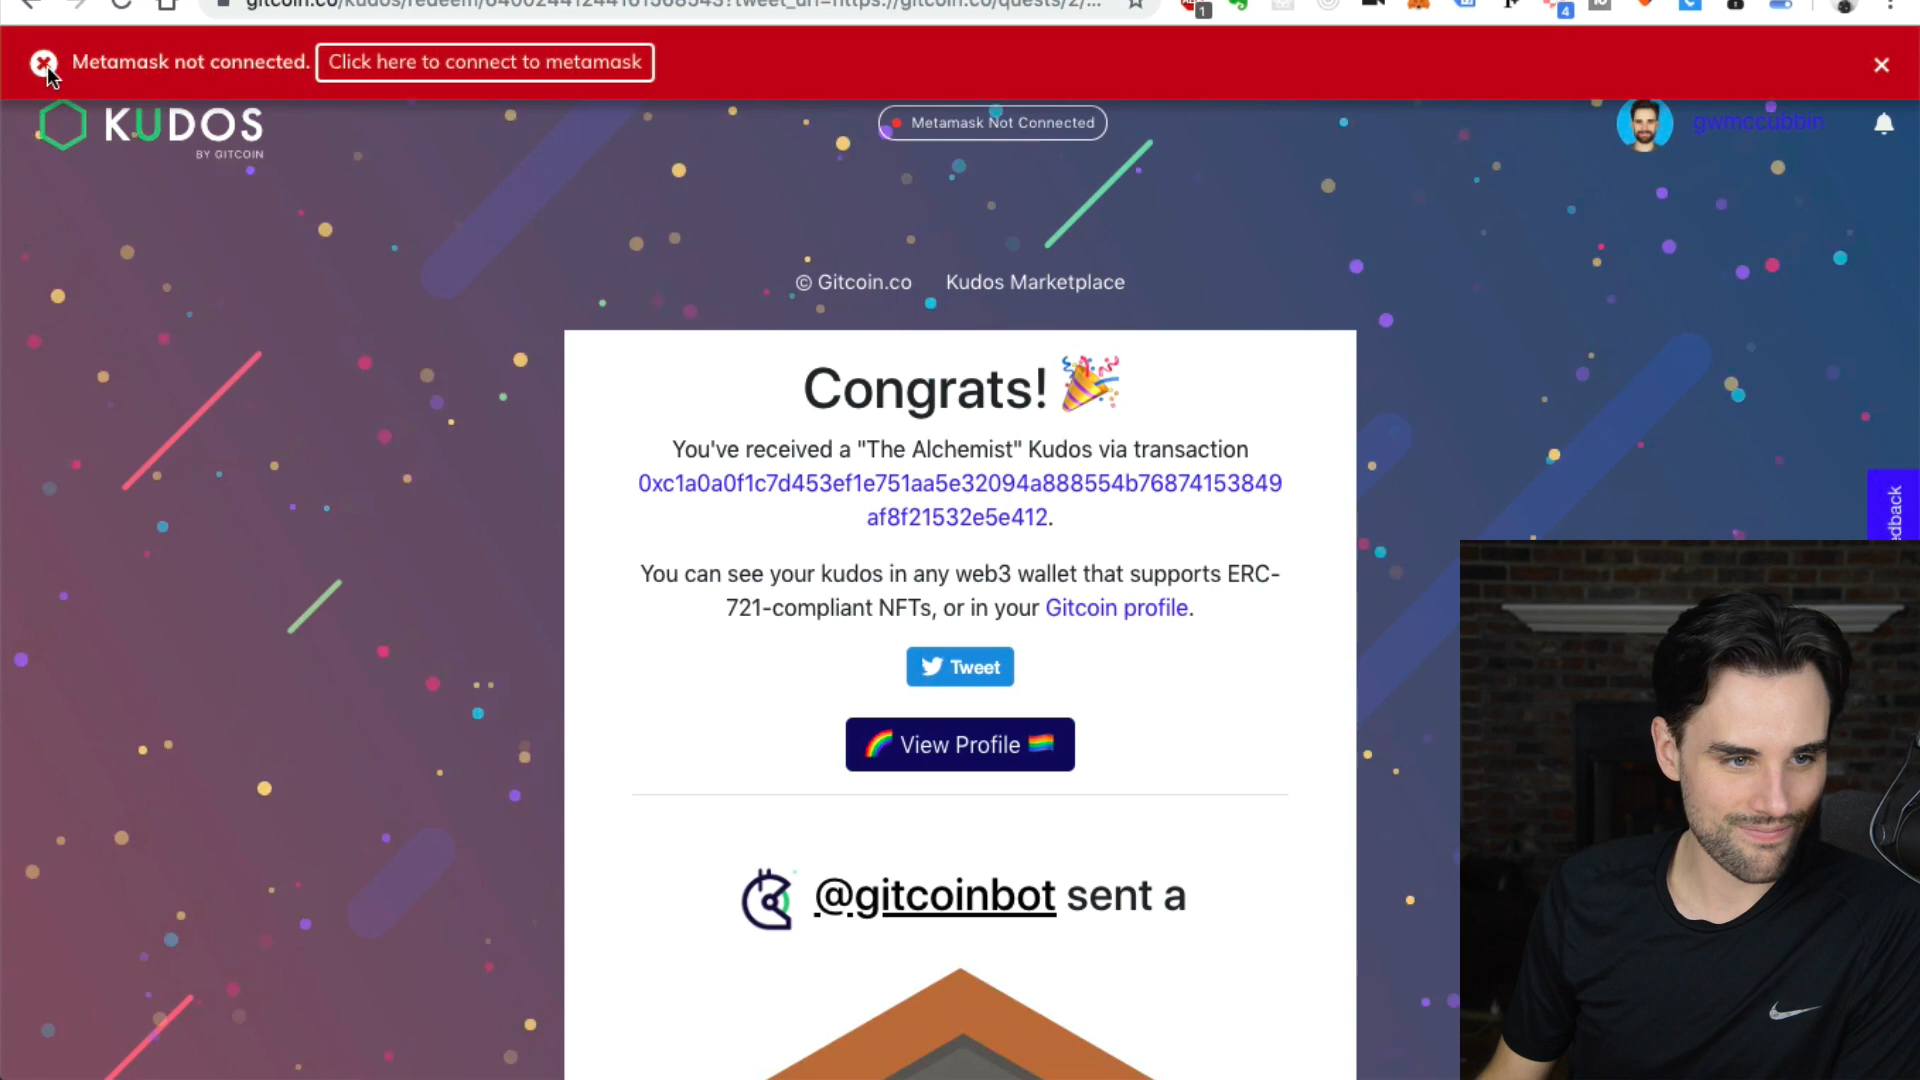 Metamask not connected. Click here to connect to metamask
KUDOS
BY GITCOIN
Metamask Not Connected
gwmccubbin
© Gitcoin.co Kudos Marketplace
Congrats!
You've received a "The Alchemist" Kudos via transaction
0xc1a0a0f1c7d453ef1e751aa5e32094a888554b76874153849
af8f21532e5e412.
You can see your kudos in any web3 wallet that supports ERC-
721-compliant NFTs, or in your Gitcoin profile.
Tweet
View Profile
@gitcoinbot sent a